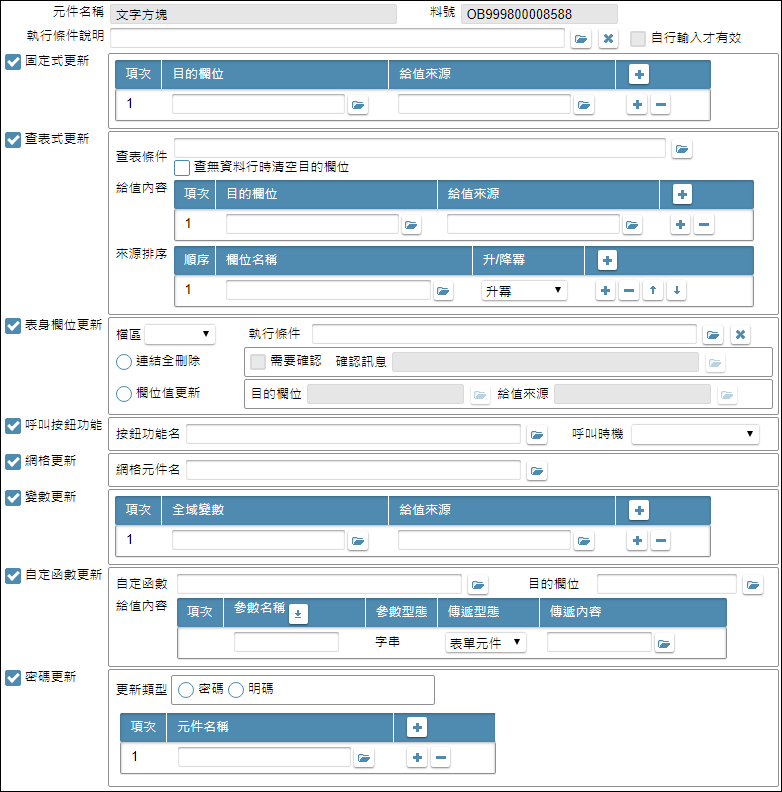 元件名稱 文字方塊 料號 OB999800008588
執行條件說明 自行輸入才有效
固定式更新
項次 目的欄位 給值來源
1
查表式更新
查表條件
查無資料行時清空目的欄位
給值內容
項次 目的欄位 給值來源
1
來源排序
順序 欄位名稱 升/降冪
1 升冪
表身欄位更新
檔區 執行條件
連結全刪除 需要確認 確認訊息
欄位值更新 目的欄位 給值來源
呼叫按鈕功能
按鈕功能名 呼叫時機
網格更新
網格元件名
變數更新
項次 全域變數 給值來源
1
自定函數更新
自定函數 目的欄位
給值內容
項次 參數名稱 參數型態 傳遞型態 傳遞內容
字串 表單元件
密碼更新
更新類型 密碼 明碼
項次 元件名稱
1